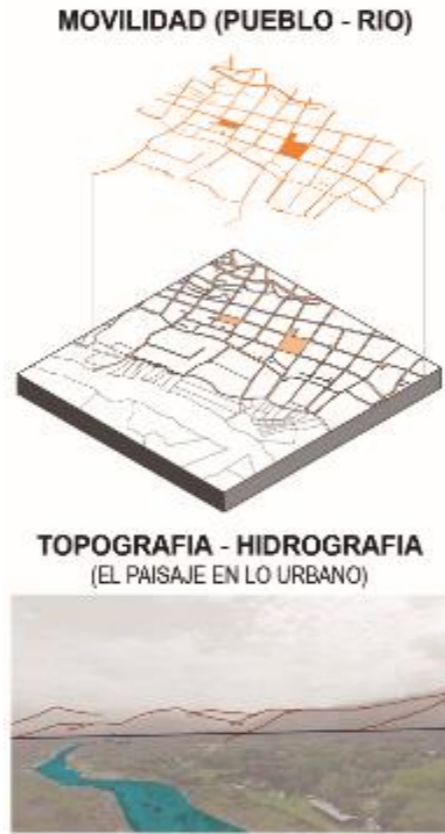 MOVILIDAD (PUEBLO - RIO)
TOPOGRAFIA - HIDROGRAFIA
(EL PAISAJE EN LO URBANO)